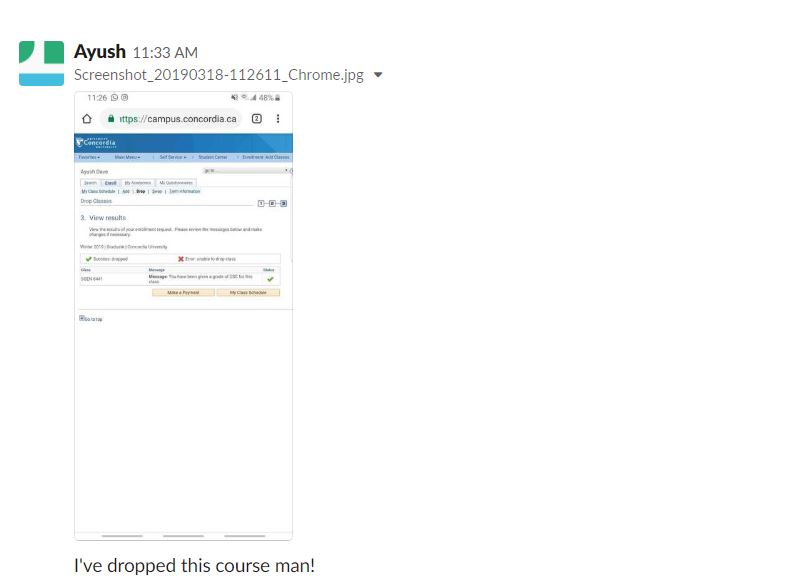 Ayush 11:33 AM
Screenshot_20190318-112611_Chrome.jpg
11:26 48%
ttps://campus.concordia.ca 2
UNIVERSITÉ
Concordia
UNIVERSITY
Favorites Main Menu Self Service Student Center Enrollment: Add Classes
Ayush Dave go to ...
Search Enroll My Academics
My Class Schedule | Add | Drop | Swap | Term Information
Drop Classes 1 2 3
3. View results
View the results of your enrollment request. Please review the messages below and make
changes if necessary.
Winter 2019 | Graduate | Concordia University
Success: dropped Error: unable to drop class
Class Message Status
6441 Message: You have been given a grade of DISC for this
class.
Make a Payment My Class Schedule
Go to top
I've dropped this course man!